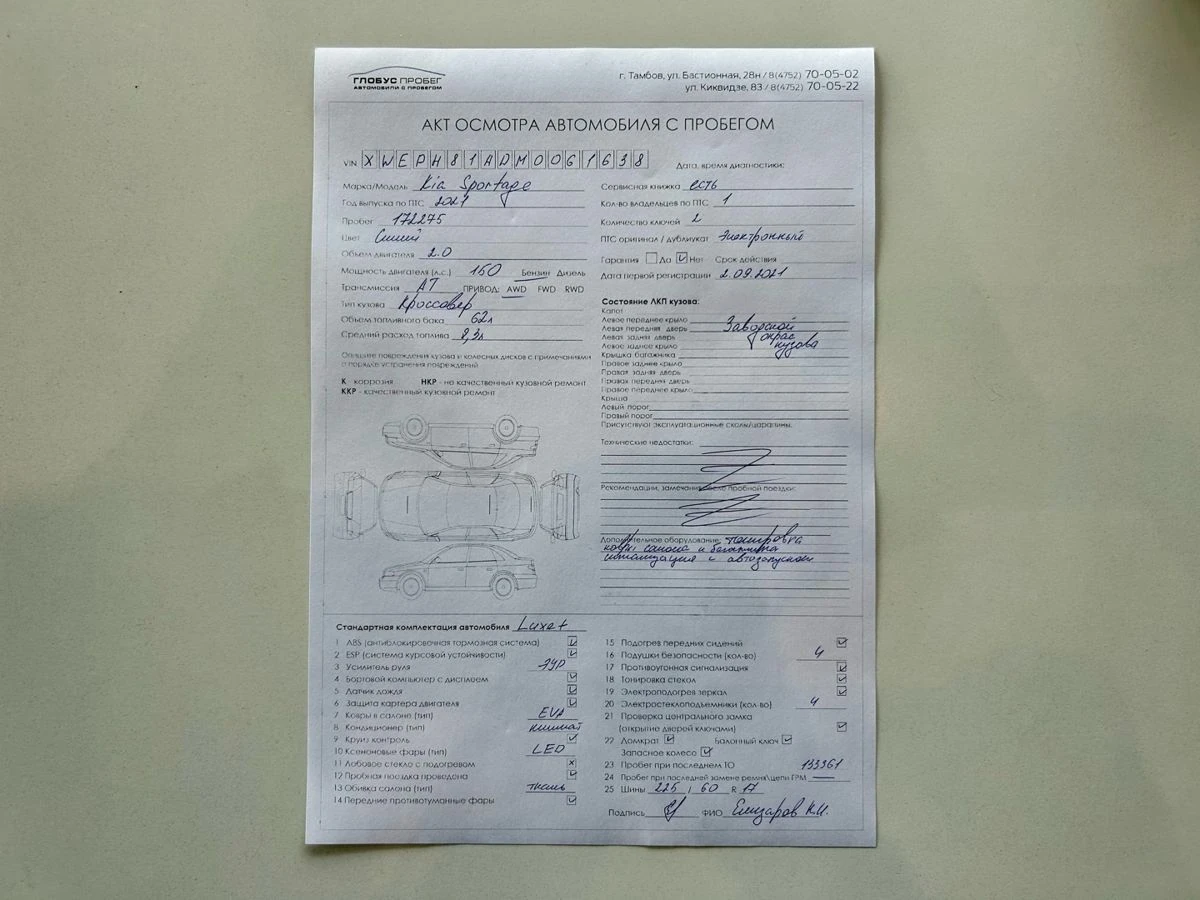 ГЛОБУС ПРОБЕГ
АВТОМОБИЛИ С ПРОБЕГОМ
г. Тамбов, ул. Бастионная, 28н / 8(4752) 70-05-02
ул. Киквидзе, 83 / 8(4752) 70-05-22
АКТ ОСМОТРА АВТОМОБИЛЯ С ПРОБЕГОМ
VIN XWEPH81ADM0061638 Дата, время диагностики:
Марка/Модель Kia Sportage
Год выпуска по ПТС 2021
Пробег 172275
Цвет Синий
Объем двигателя 2.0
Мощность двигателя (л.с.) 150 Бензин Дизель
Трансмиссия АТ ПРИВОД: AWD FWD RWD
Тип кузова Кроссовер
Объем топливного бака 62л
Средний расход топлива 8,3л
Опишите повреждения кузова и колесных дисков с примечаниями
о порядке устранения повреждений
К коррозия НКР - не качественный кузовной ремонт
ККР - качественный кузовной ремонт
Сервисная книжка есть
Кол-во владельцев по ПТС 1
Количество ключей 2
ПТС оригинал / дубликат Электронный
Гарантия Да Нет Срок действия
Дата первой регистрации 2.09.2021
Состояние ЛКП кузова:
Капот
Левое переднее крыло
Левая передняя дверь
Левая задняя дверь
Левое заднее крыло
Крышка багажника
Правое заднее крыло
Правая задняя дверь
Правая передняя дверь
Правое переднее крыло
Крыша
Левый порог
Правый порог
Заводской
окрас
кузова
Присутствуют эксплуатационные сколы/царапины.
Технические недостатки:
Рекомендации, замечания после пробной поездки:
Дополнительное оборудование: тонировка
ковры салона и багажника
сигнализация с автозапуском
Стандартная комплектация автомобиля Luxe+
1 ABS (антиблокировочная тормозная система)
2 ESP (система курсовой устойчивости)
3 Усилитель руля ЭУР
4 Бортовой компьютер с дисплеем
5 Датчик дождя
6 Защита картера двигателя
7 Ковры в салоне (тип) EVA
8 Кондиционер (тип) климат
9 Круиз контроль
10 Ксеноновые фары (тип) LED
11 Лобовое стекло с подогревом
12 Пробная поездка проведена
13 Обивка салона (тип) ткань
14 Передние противотуманные фары
15 Подогрев передних сидений
16 Подушки безопасности (кол-во) 4
17 Противоугонная сигнализация
18 Тонировка стекол
19 Электроподогрев зеркал
20 Электростеклоподъемники (кол-во) 4
21 Проверка центрального замка
(открытие дверей ключами)
22 Домкрат Балонный ключ
Запасное колесо
23 Пробег при последнем ТО 133361
24 Пробег при последней замене ремня\цепи ГРМ —
25 Шины 225 / 60 R 17
Подпись ФИО Елизаров К.И.